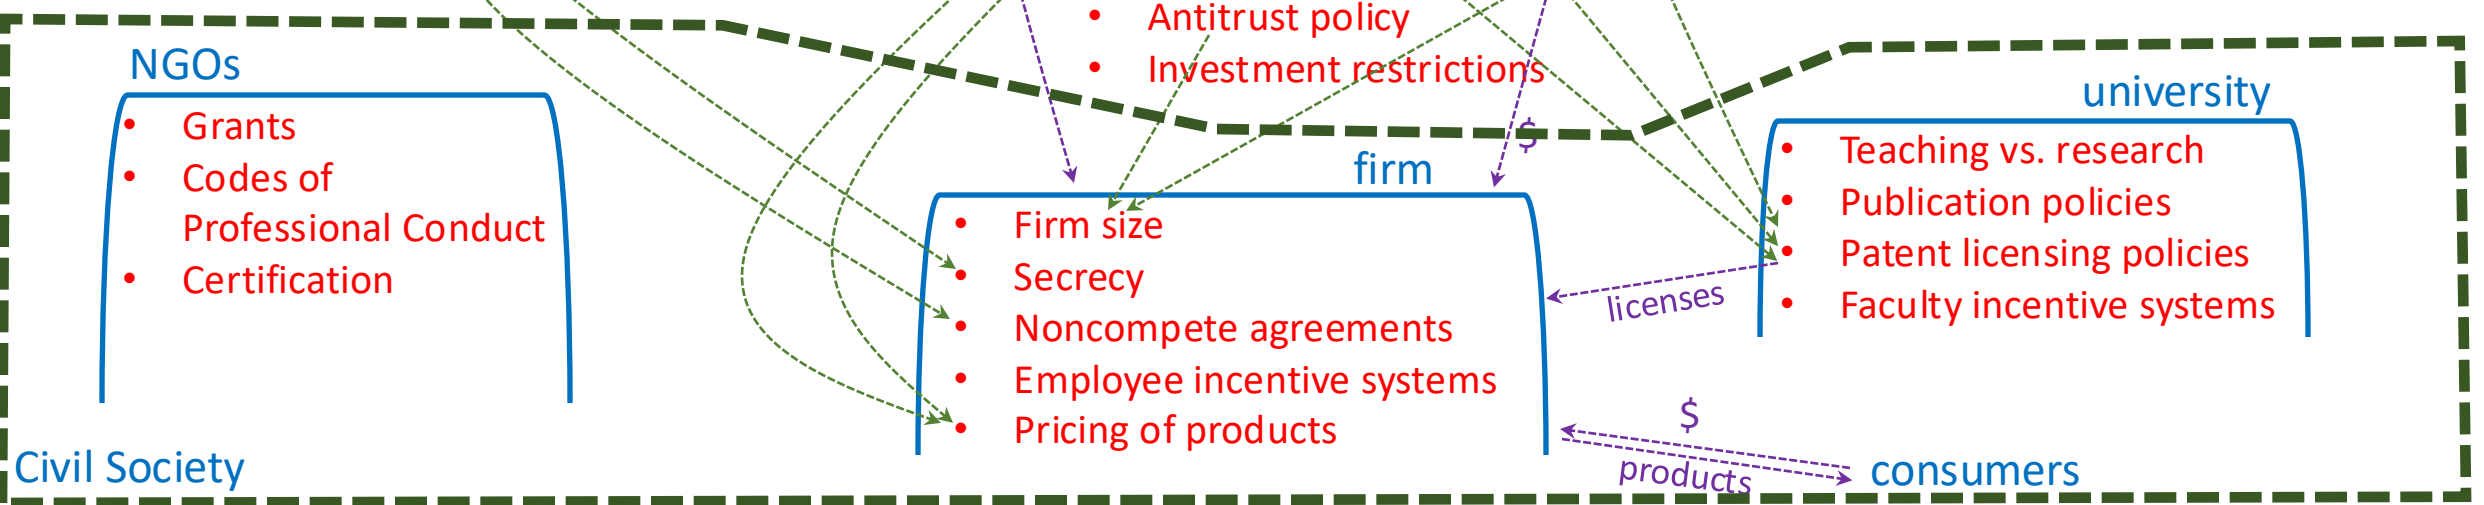 • Antitrust policy
• Investment restrictions
NGOs
• Grants
• Codes of
Professional Conduct
• Certification
$
firm
• Firm size
• Secrecy
• Noncompete agreements
• Employee incentive systems
• Pricing of products
university
• Teaching vs. research
• Publication policies
• Patent licensing policies
• Faculty incentive systems
licenses
$
products
consumers
Civil Society